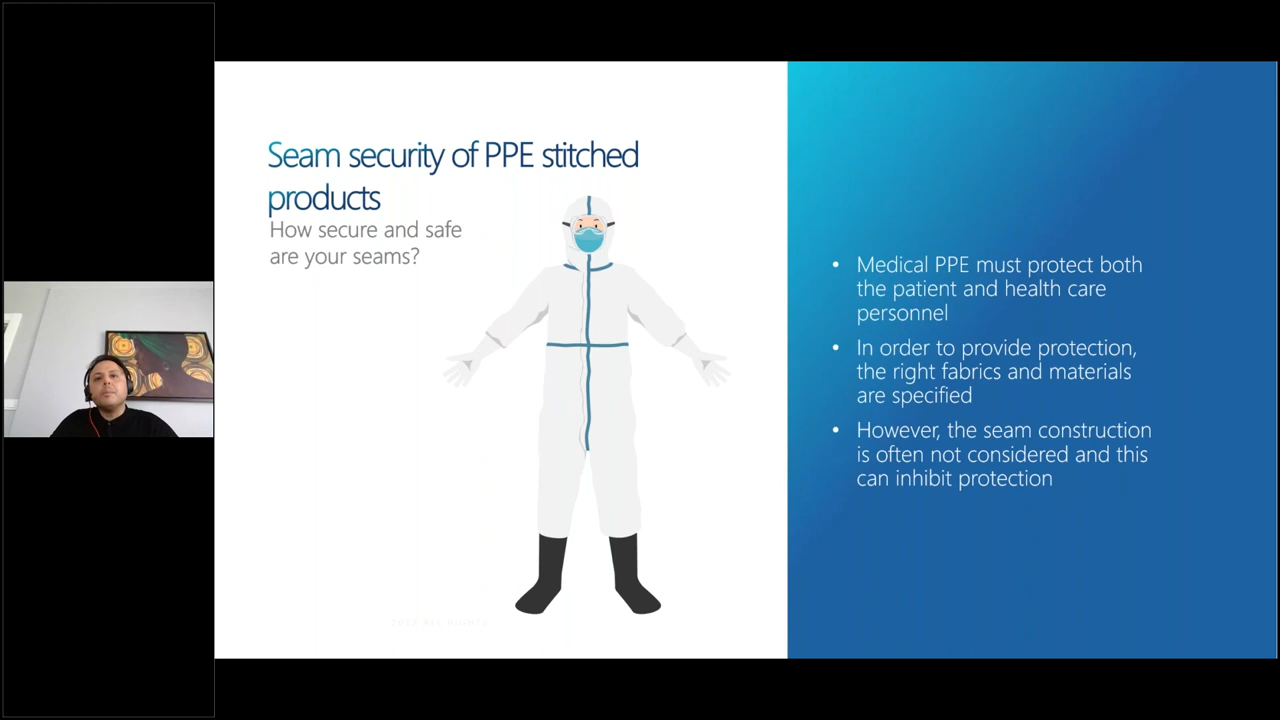 Seam security of PPE stitched
products
How secure and safe
are your seams?
• Medical PPE must protect both
the patient and health care
personnel
• In order to provide protection,
the right fabrics and materials
are specified
• However, the seam construction
is often not considered and this
can inhibit protection